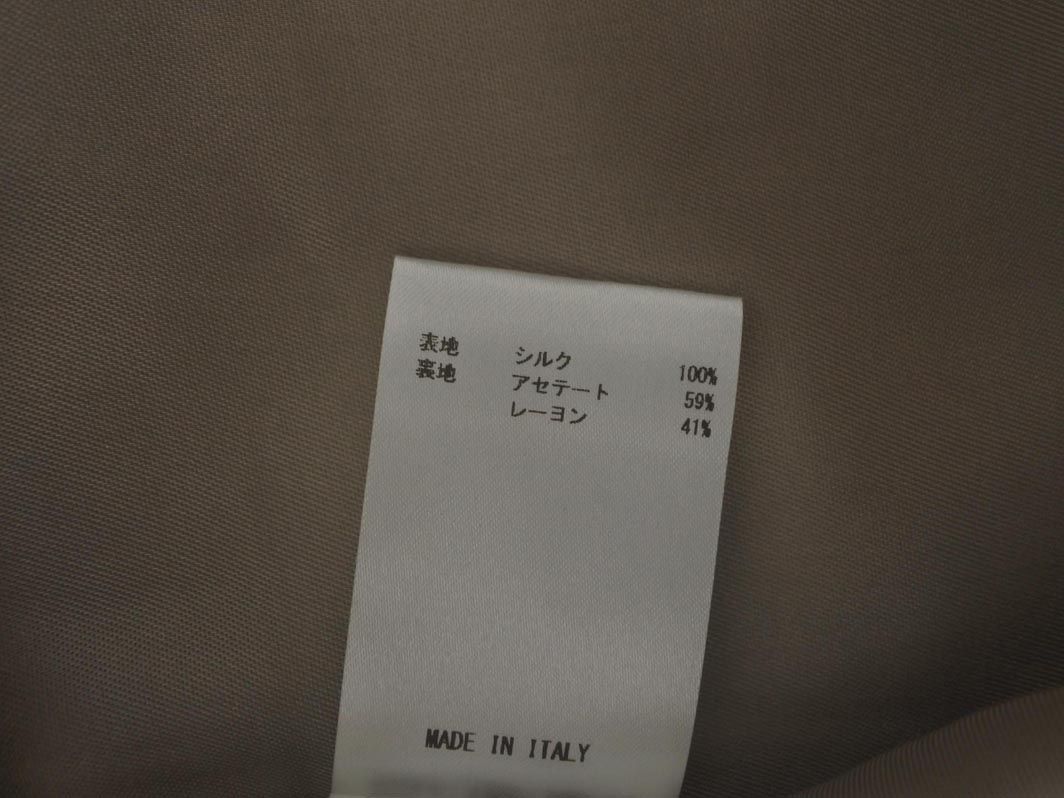 表地 シルク 100%
裏地 アセテート 59%
レーヨン 41%
MADE IN ITALY